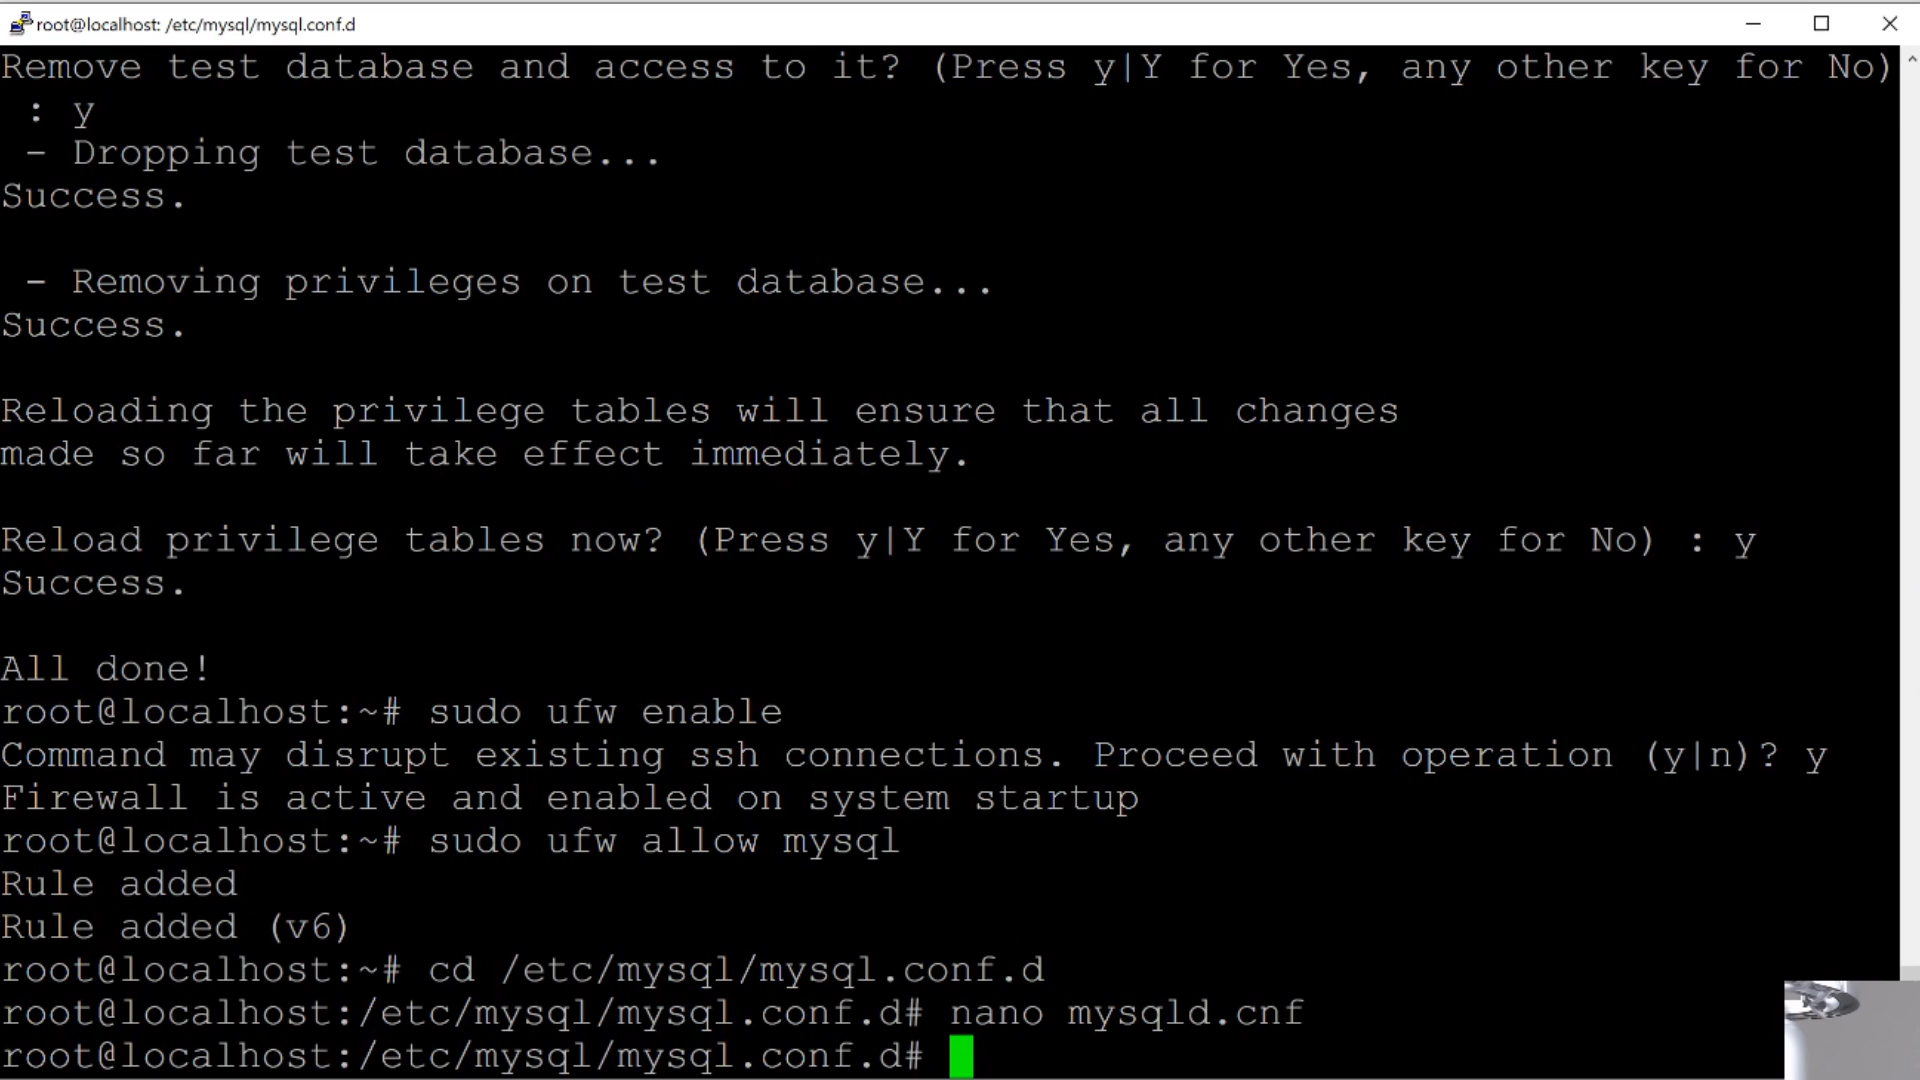 root@localhost: /etc/mysql/mysql.conf.d
Remove test database and access to it? (Press y|Y for Yes, any other key for No)
 : y
 - Dropping test database...
Success.
 - Removing privileges on test database...
Success.
Reloading the privilege tables will ensure that all changes
made so far will take effect immediately.
Reload privilege tables now? (Press y|Y for Yes, any other key for No) : y
Success.
All done!
root@localhost:~# sudo ufw enable
Command may disrupt existing ssh connections. Proceed with operation (y|n)? y
Firewall is active and enabled on system startup
root@localhost:~# sudo ufw allow mysql
Rule added
Rule added (v6)
root@localhost:~# cd /etc/mysql/mysql.conf.d
root@localhost:/etc/mysql/mysql.conf.d# nano mysqld.cnf
root@localhost:/etc/mysql/mysql.conf.d#